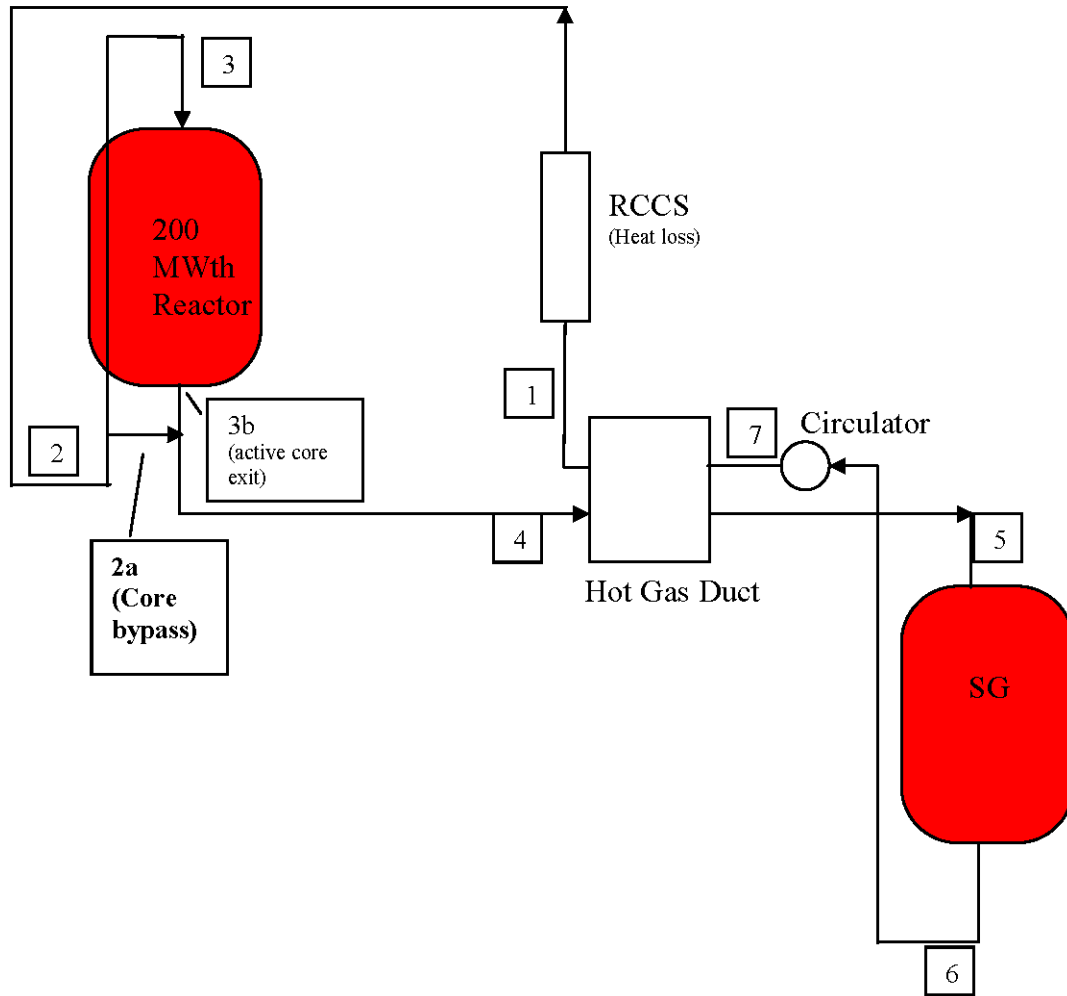 3
200
MWth
Reactor
RCCS
(Heat loss)
1
3b
(active core
exit)
7
Circulator
2
4
5
2a
(Core
bypass)
Hot Gas Duct
SG
6